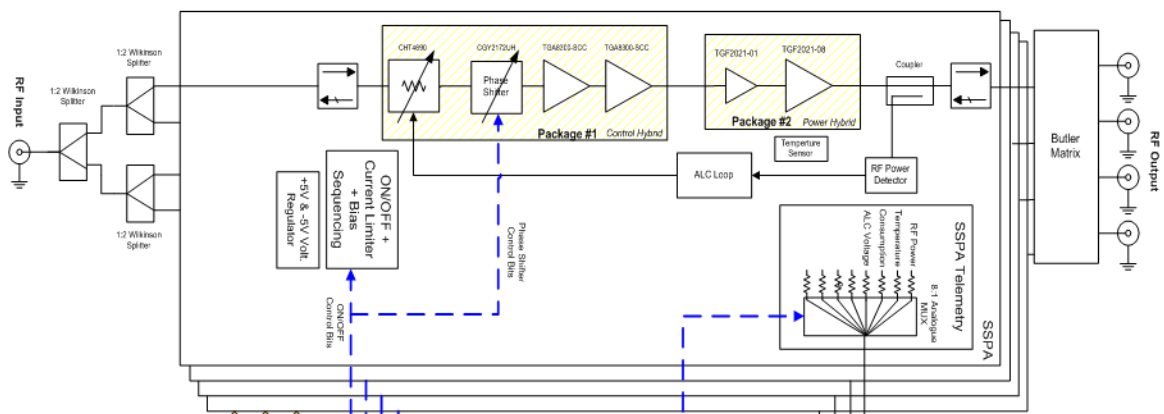 1:2 Wilkinson
Splitter
RF Input
1:2 Wilkinson
Splitter
1:2 Wilkinson
Splitter
CHT4690
CGY2172UH
Phase
Shifter
TGA8300-SCC
Package #1
Control Hybrid
TGF2021-01
TGF2021-08
Package #2
Power Hybrid
Coupler
Temperture
Sensor
ALC Loop
RF Power
Detector
Butler
Matrix
RF Output
+5V & -5V Volt.
Regulator
ON/OFF +
Current Limiter
+ Bias
Sequencing
ON/OFF
Control Bits
Phase Shifter
Control Bits
ALC Voltage
Consumption
Temperature
RF Power
8:1 Analogue
MUX
SSPA Telemetry
SSPA